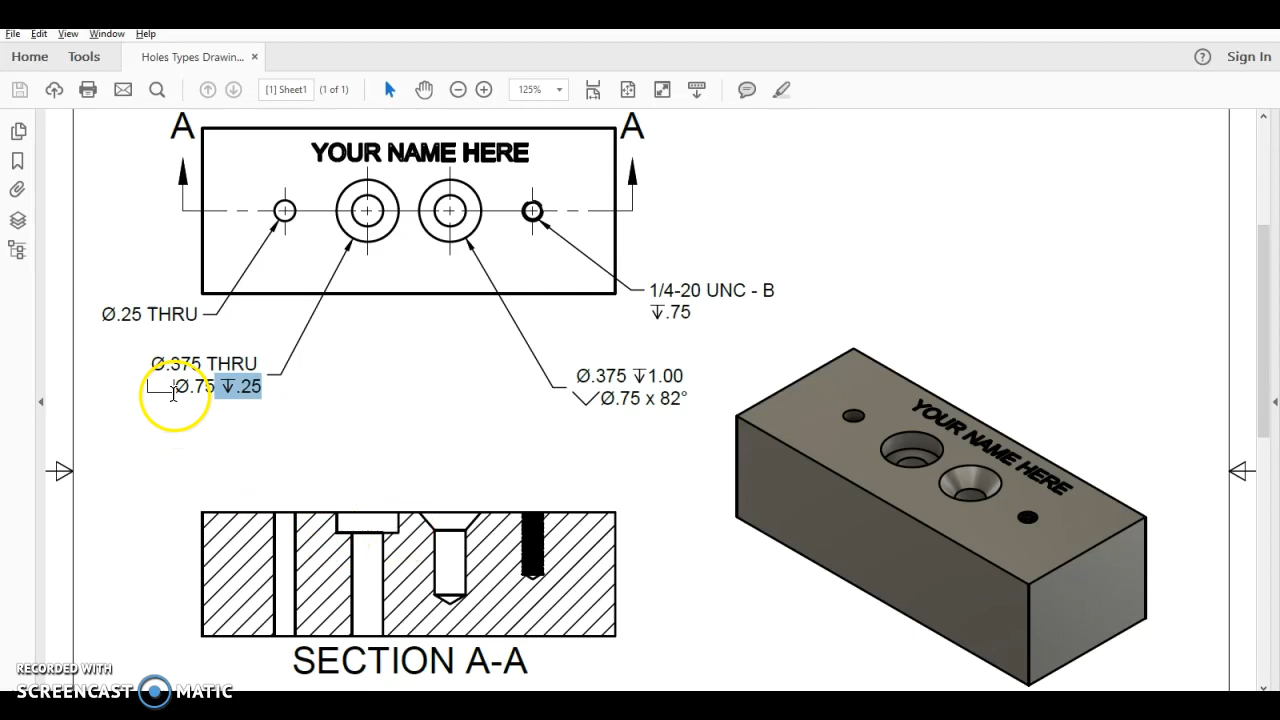 File Edit View Window Help
Home Tools Holes Types Drawin... × Sign In
[1] Sheet1 (1 of 1) 125%
A A
YOUR NAME HERE
Ø.25 THRU
1/4-20 UNC - B
↧.75
Ø.375 THRU
⌴Ø.75 ↧.25
Ø.375 ↧1.00
⌵Ø.75 x 82°
YOUR NAME HERE
SECTION A-A
RECORDED WITH
SCREENCAST MATIC